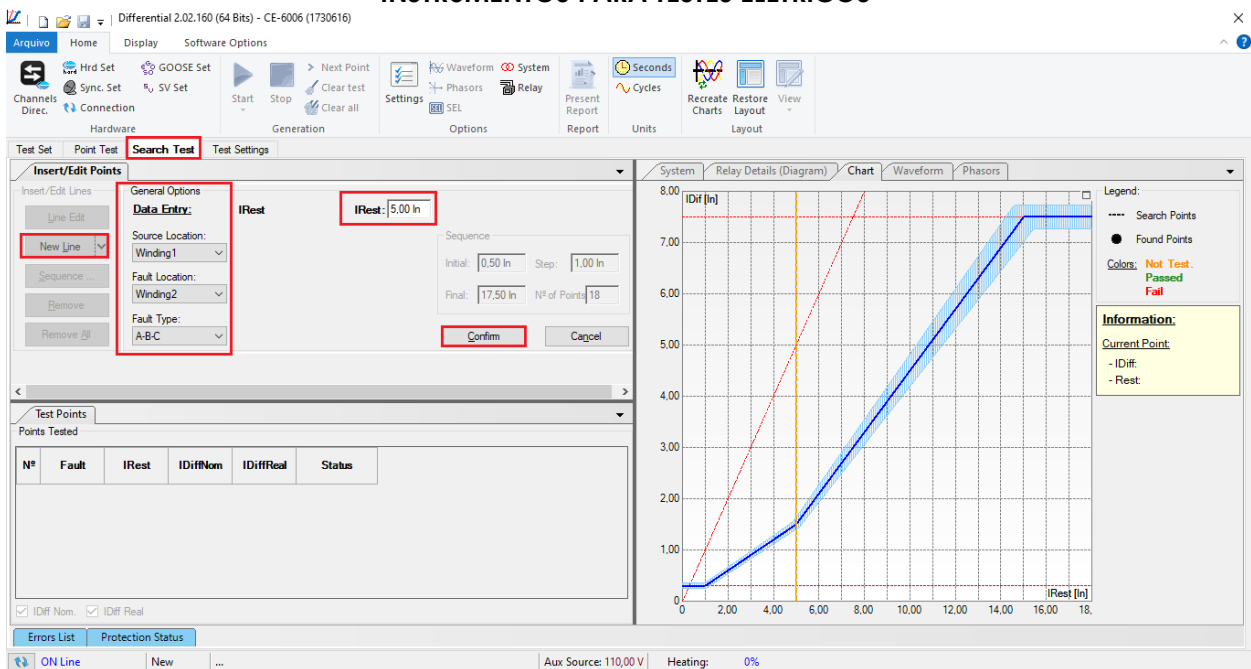 INSTRUMENTOS PARA TESTES ELÉTRICOS
Differential 2.02.160 (64 Bits) - CE-6006 (1730616)
Arquivo Home Display Software Options
Channels Direc.
Hrd Set
Sync. Set
Connection
GOOSE Set
SV Set
Hardware
Start
Stop
Next Point
Clear test
Clear all
Generation
Settings
Waveform
Phasors
SEL
System
Relay
Options
Present Report
Report
Seconds
Cycles
Units
Recreate Charts
Restore Layout
View
Layout
Test Set Point Test Search Test Test Settings
Insert/Edit Points
Insert/Edit Lines
Line Edit
New Line
Sequence ...
Remove
Remove All
General Options
Data Entry: IRest IRest: 5,00 In
Source Location:
Winding1
Fault Location:
Winding2
Fault Type:
A-B-C
Sequence
Initial: 0,50 In Step: 1,00 In
Final: 17,50 In Nº of Points 18
Confirm Cancel
Test Points
Points Tested
Nº Fault IRest IDiffNom IDiffReal Status
IDiff Nom. IDiff Real
System Relay Details (Diagram) Chart Waveform Phasors
IDif [In]
8,00
7,00
6,00
5,00
4,00
3,00
2,00
1,00
0
IRest [In]
0 2,00 4,00 6,00 8,00 10,00 12,00 14,00 16,00 18,
Legend:
Search Points
Found Points
Colors: Not Test.
Passed
Fail
Information:
Current Point:
- IDiff:
- Rest:
Errors List Protection Status
ON Line New ... Aux Source: 110,00 V Heating: 0%